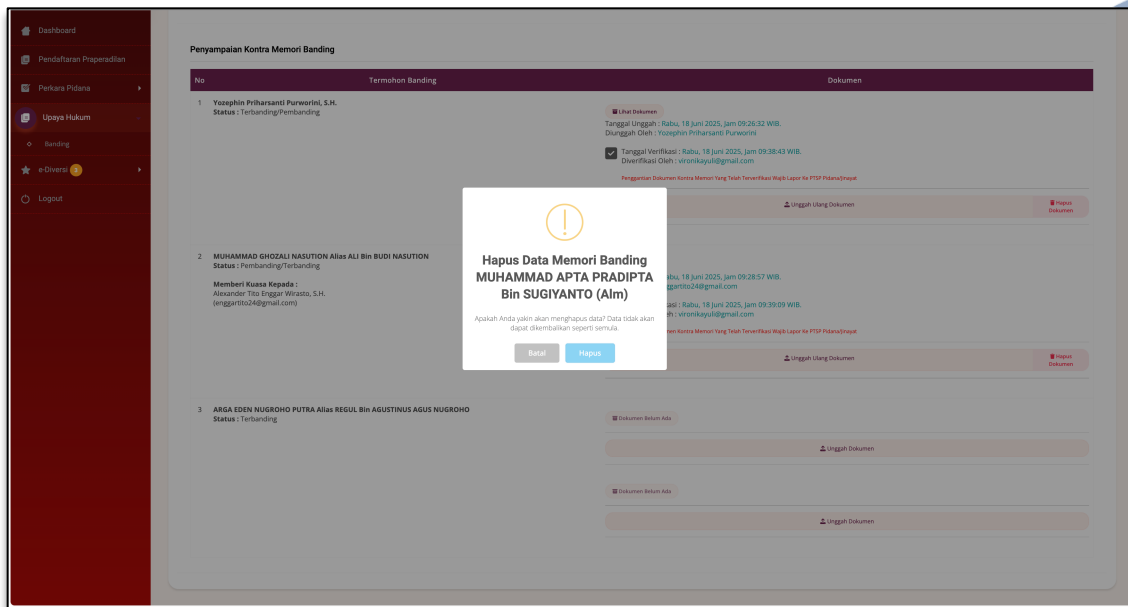 Dashboard
Pendaftaran Praperadilan
Perkara Pidana
Upaya Hukum
Banding
e-Diversi
Logout
Penyampaian Kontra Memori Banding
No Termohon Banding Dokumen
1 Yozephin Priharsanti Purworini, S.H.
Status : Terbanding/Pembanding
Lihat Dokumen
Tanggal Unggah : Rabu, 18 Juni 2025, Jam 09:26:32 WIB.
Diunggah Oleh : Yozephin Priharsanti Purworini
Tanggal Verifikasi : Rabu, 18 Juni 2025, Jam 09:38:43 WIB.
Diverifikasi Oleh : vironikayuli@gmail.com
Penggantian Dokumen Kontra Memori Yang Telah Terverifikasi Wajib Lapor Ke PTSP Pidana/Jinayat
Unggah Ulang Dokumen
Hapus
Dokumen
2 MUHAMMAD GHOZALI NASUTION Alias ALI Bin BUDI NASUTION
Status : Pembanding/Terbanding
Memberi Kuasa Kepada :
Alexander Tito Enggar Wirasto, S.H.
(enggartito24@gmail.com)
abu, 18 Juni 2025, Jam 09:28:57 WIB.
ggartito24@gmail.com
asi : Rabu, 18 Juni 2025, Jam 09:39:09 WIB.
eh : vironikayuli@gmail.com
men Kontra Memori Yang Telah Terverifikasi Wajib Lapor Ke PTSP Pidana/Jinayat
Unggah Ulang Dokumen
Hapus
Dokumen
Hapus Data Memori Banding
MUHAMMAD APTA PRADIPTA
Bin SUGIYANTO (Alm)
Apakah Anda yakin akan menghapus data? Data tidak akan
dapat dikembalikan seperti semula.
Batal Hapus
3 ARGA EDEN NUGROHO PUTRA Alias REGUL Bin AGUSTINUS AGUS NUGROHO
Status : Terbanding
Dokumen Belum Ada
Unggah Dokumen
Dokumen Belum Ada
Unggah Dokumen